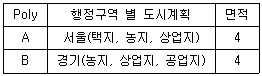 Poly 행정구역 별 도시계획 면적
A 서울(택지, 농지, 상업지) 4
B 경기(농지, 상업지, 공업지) 4